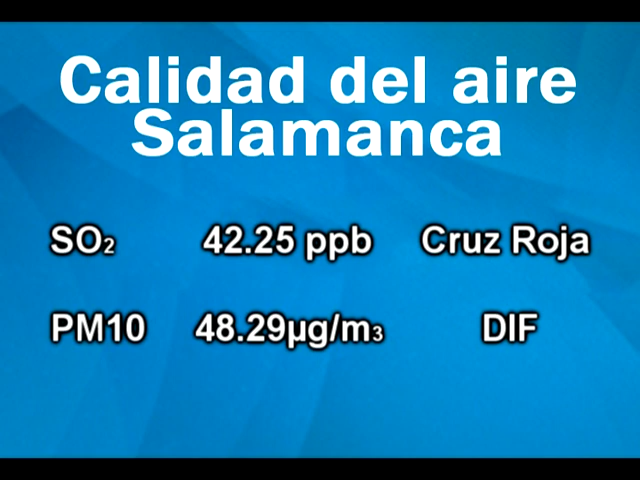 Calidad del aire
Salamanca
SO₂ 42.25 ppb Cruz Roja
PM10 48.29µg/m₃ DIF